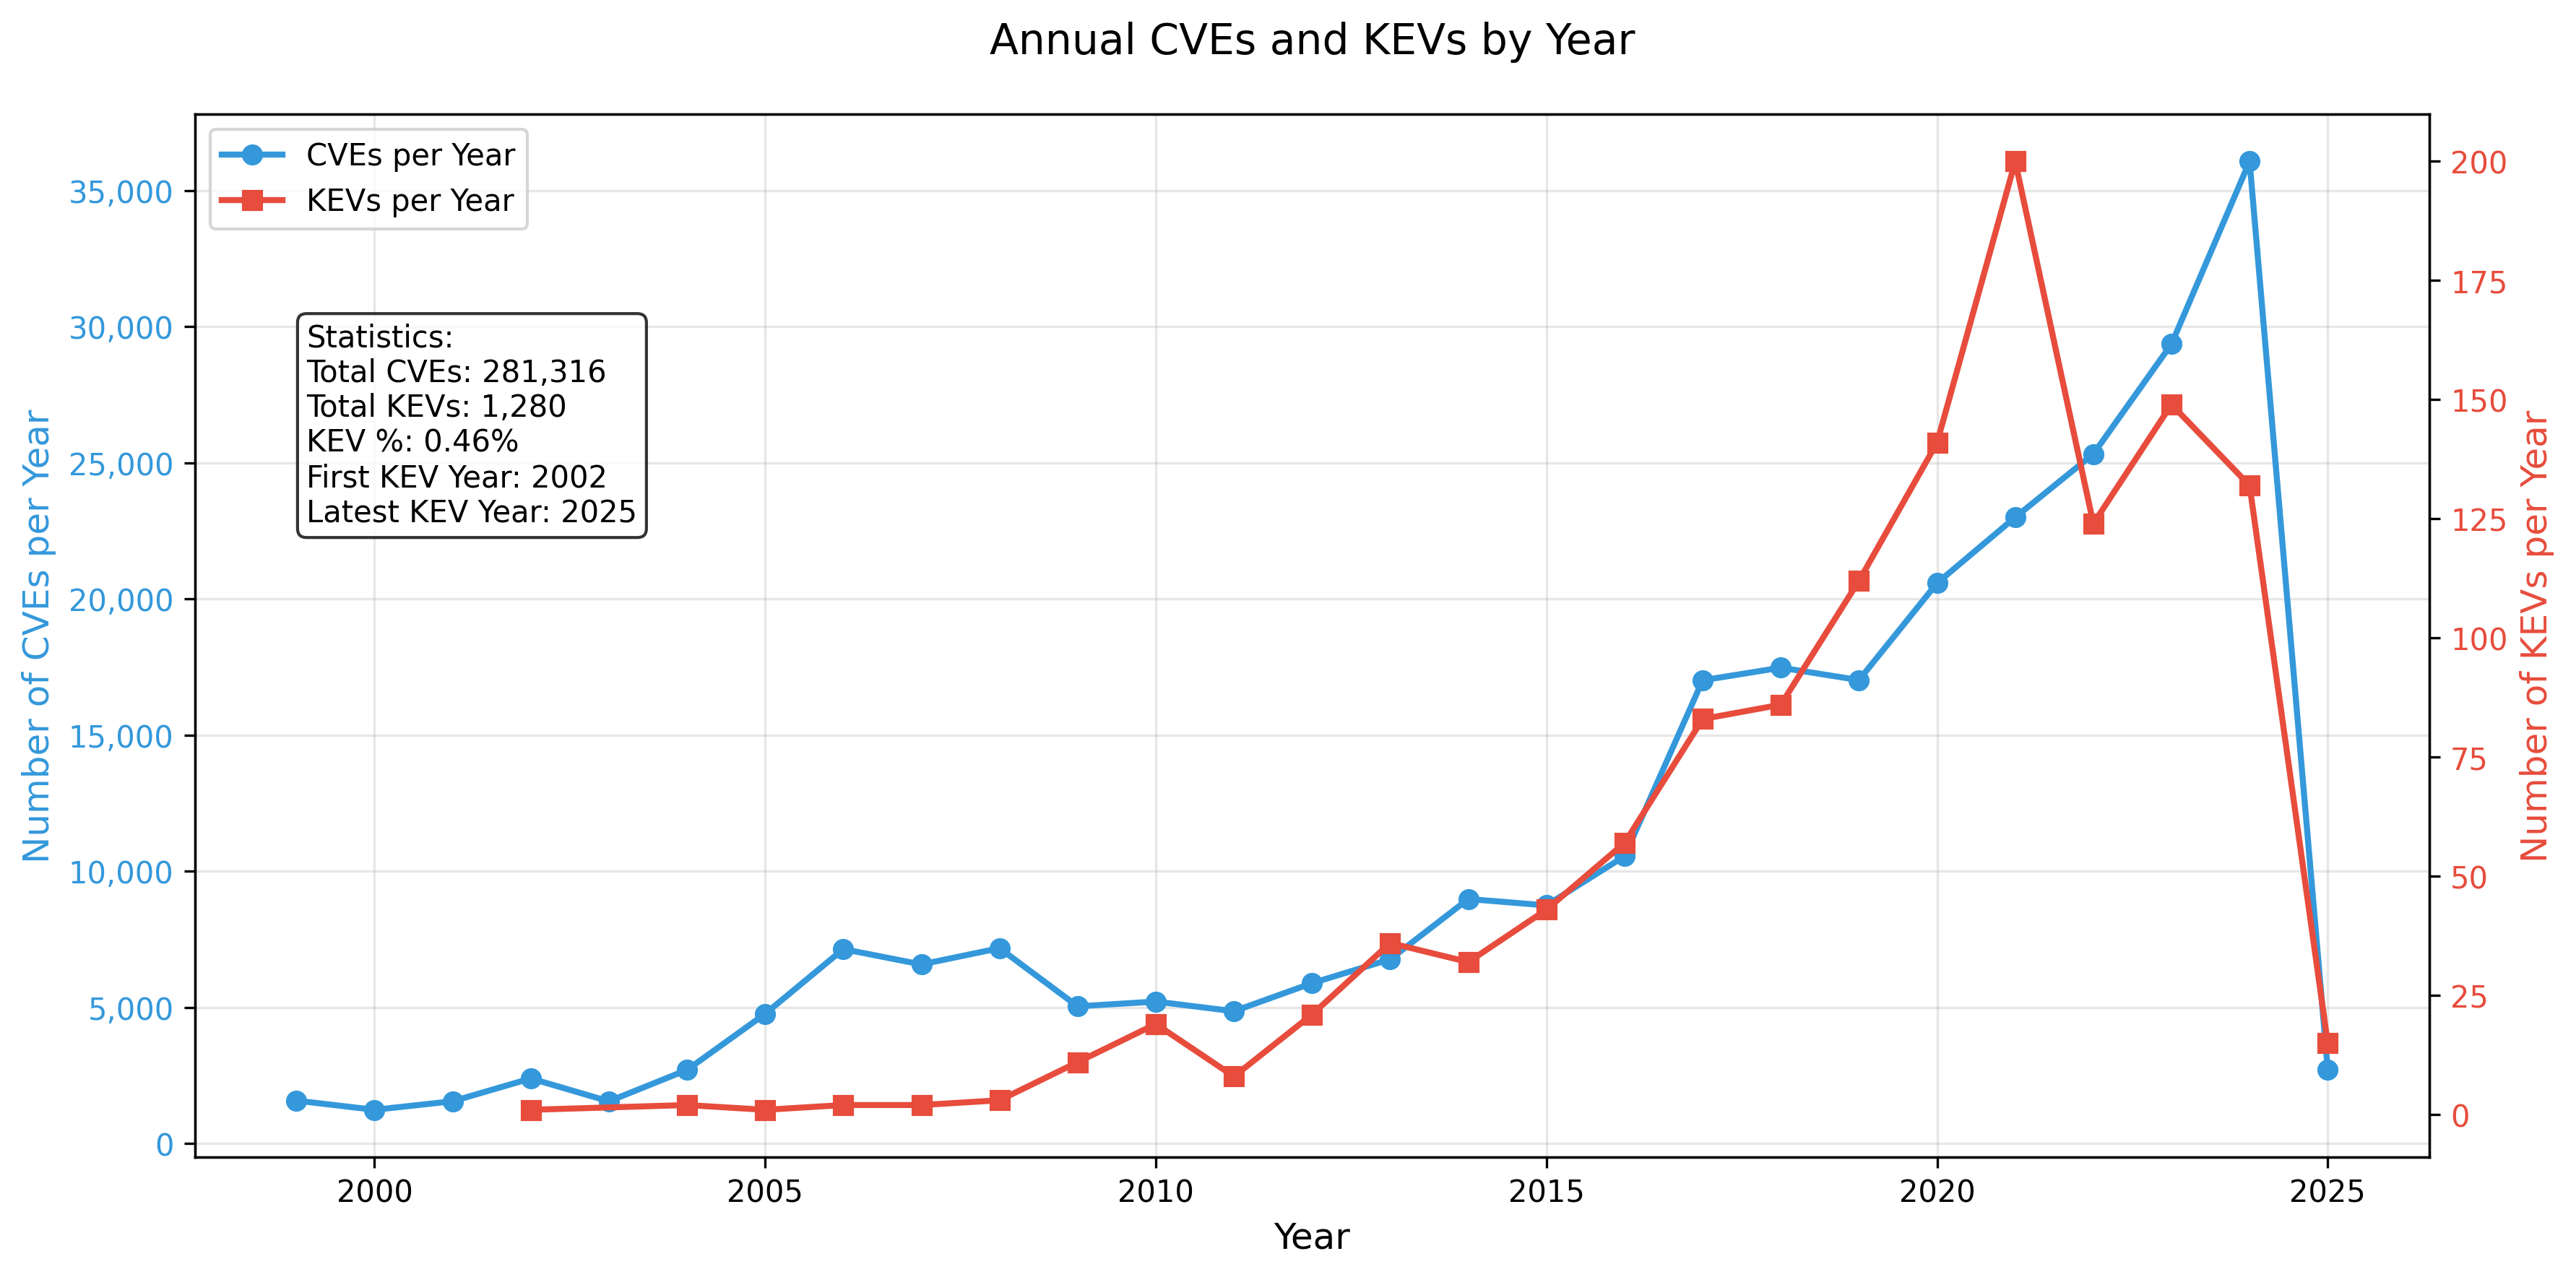 Annual CVEs and KEVs by Year
CVEs per Year
KEVs per Year
Statistics:
Total CVEs: 281,316
Total KEVs: 1,280
KEV %: 0.46%
First KEV Year: 2002
Latest KEV Year: 2025
Number of CVEs per Year
35,000
30,000
25,000
20,000
15,000
10,000
5,000
0
200
175
150
125
100
75
50
25
0
Number of KEVs per Year
2000
2005
2010
2015
2020
2025
Year